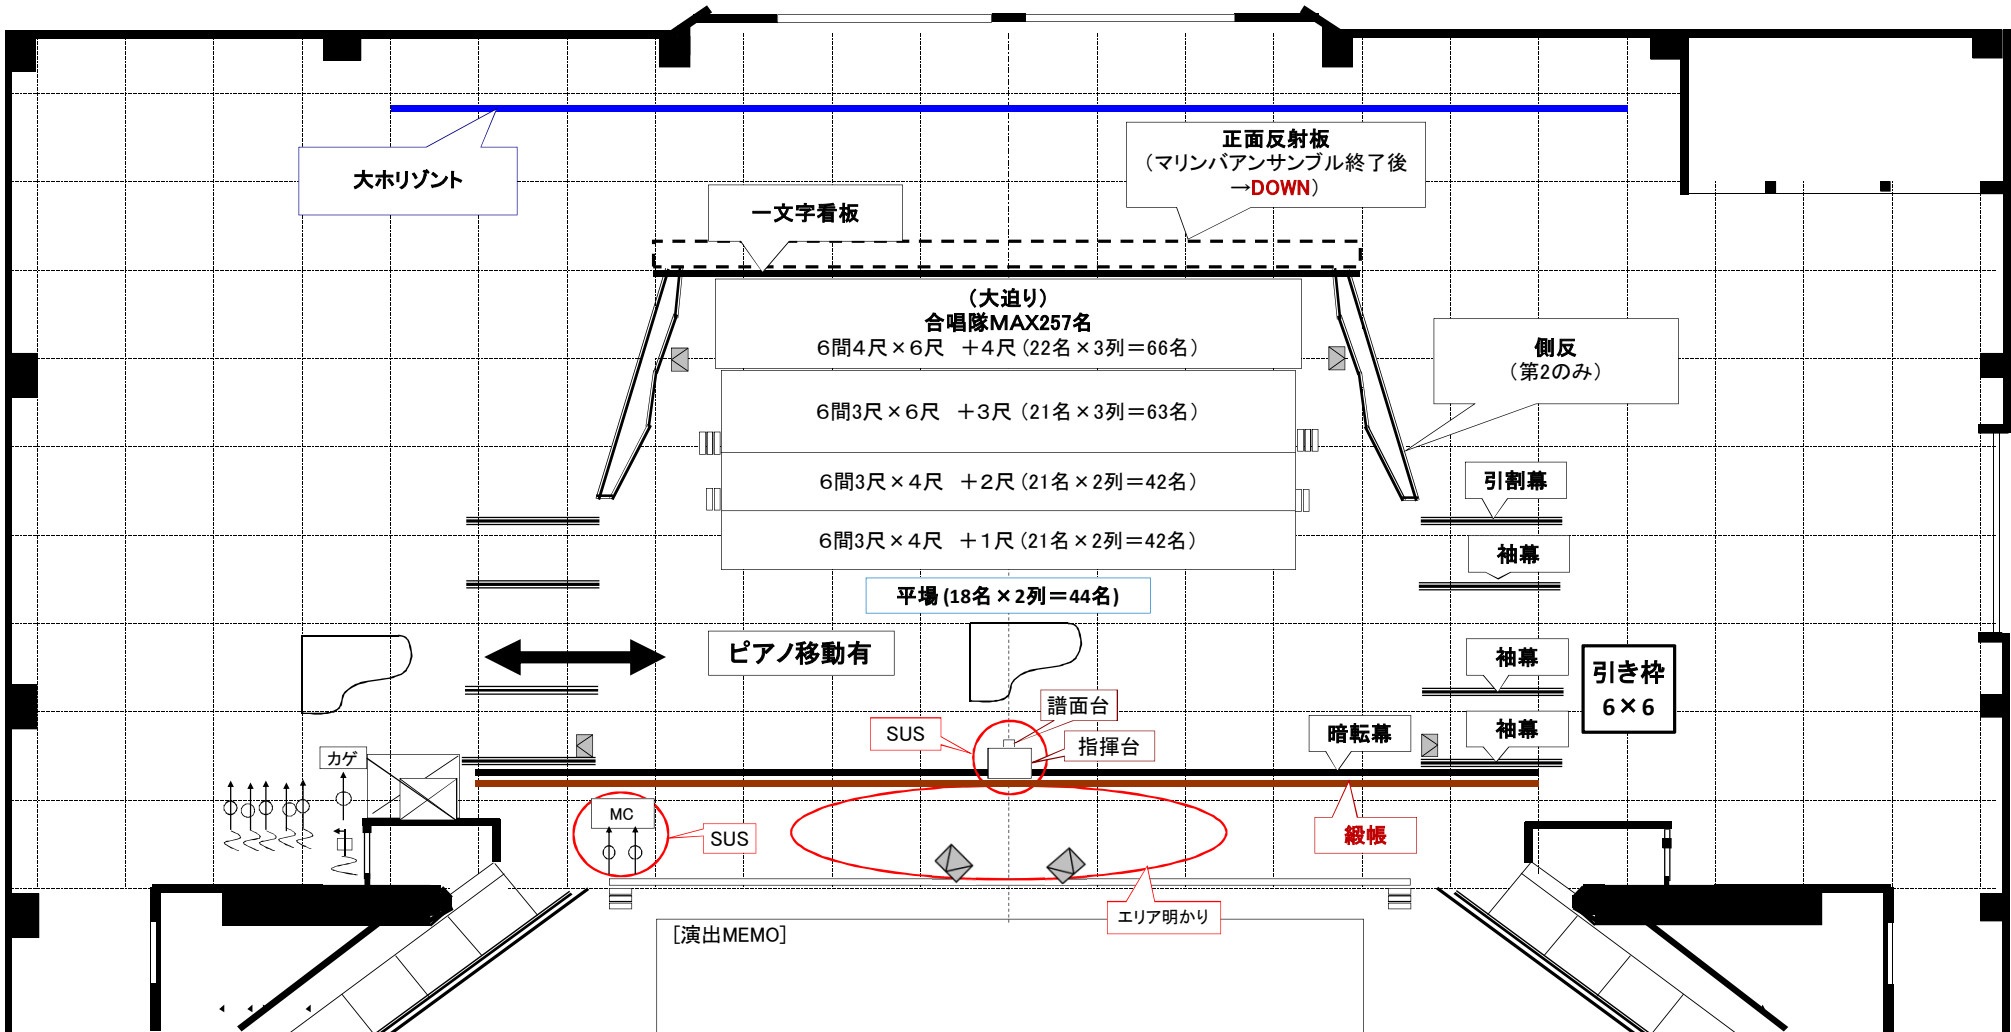 正面反射板
（マリンバアンサンブル終了後
→DOWN）
大ホリゾント
一文字看板
（大迫り）
合唱隊MAX257名
6間4尺×6尺 ＋4尺 (22名×3列＝66名)
側反
（第2のみ）
6間3尺×6尺 ＋3尺 (21名×3列＝63名)
6間3尺×4尺 ＋2尺 (21名×2列＝42名)
引割幕
6間3尺×4尺 ＋1尺 (21名×2列＝42名)
袖幕
平場 (18名×2列＝44名)
ピアノ移動有
袖幕
引き枠
6×6
譜面台
SUS
指揮台
暗転幕
袖幕
カゲ
MC
SUS
緞帳
エリア明かり
［演出MEMO］